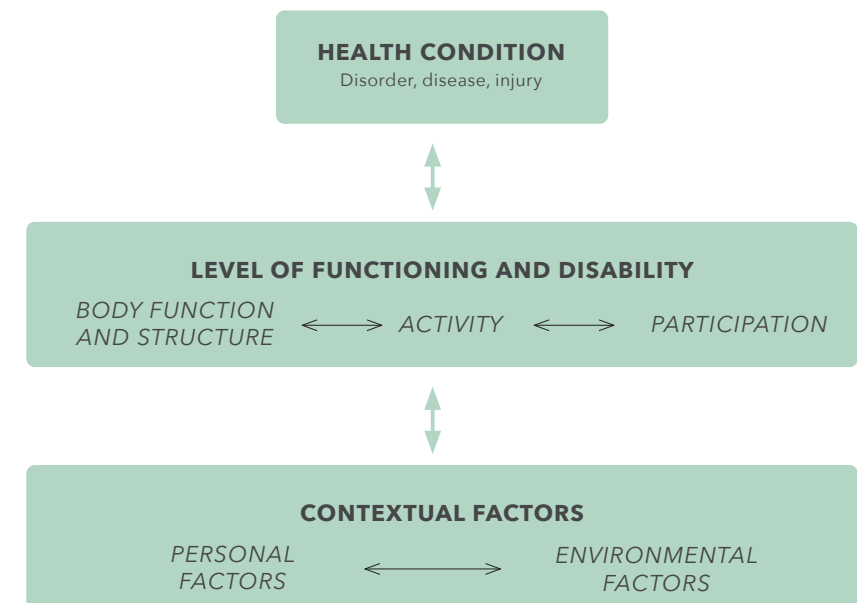 HEALTH CONDITION
Disorder, disease, injury
LEVEL OF FUNCTIONING AND DISABILITY
BODY FUNCTION
AND STRUCTURE
ACTIVITY
PARTICIPATION
CONTEXTUAL FACTORS
PERSONAL
FACTORS
ENVIRONMENTAL
FACTORS